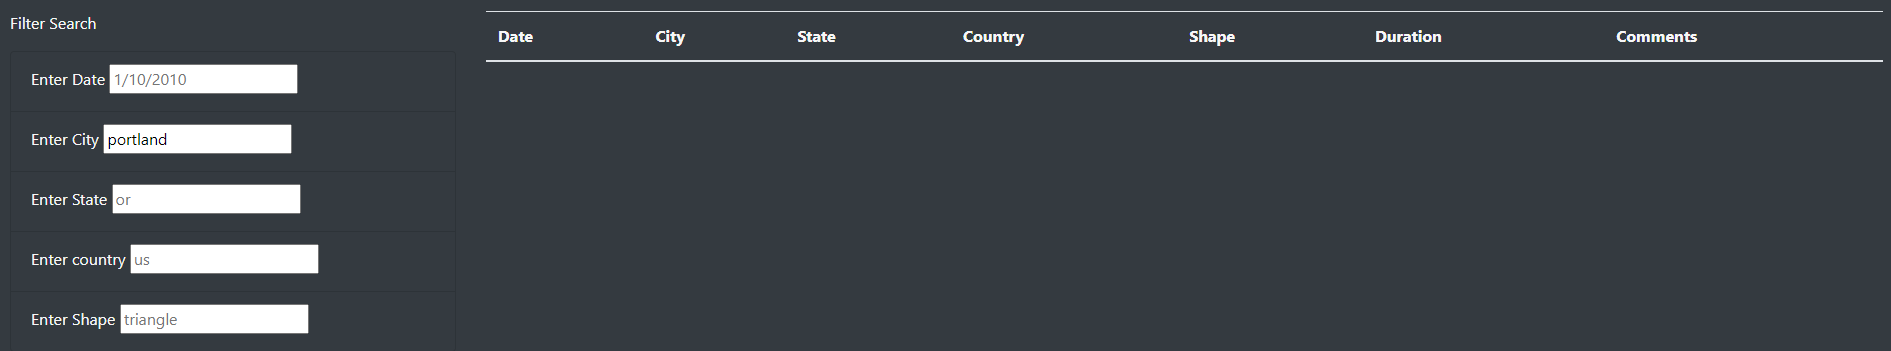 Filter Search
Date City State Country Shape Duration Comments
Enter Date 1/10/2010
Enter City portland
Enter State or
Enter country us
Enter Shape triangle